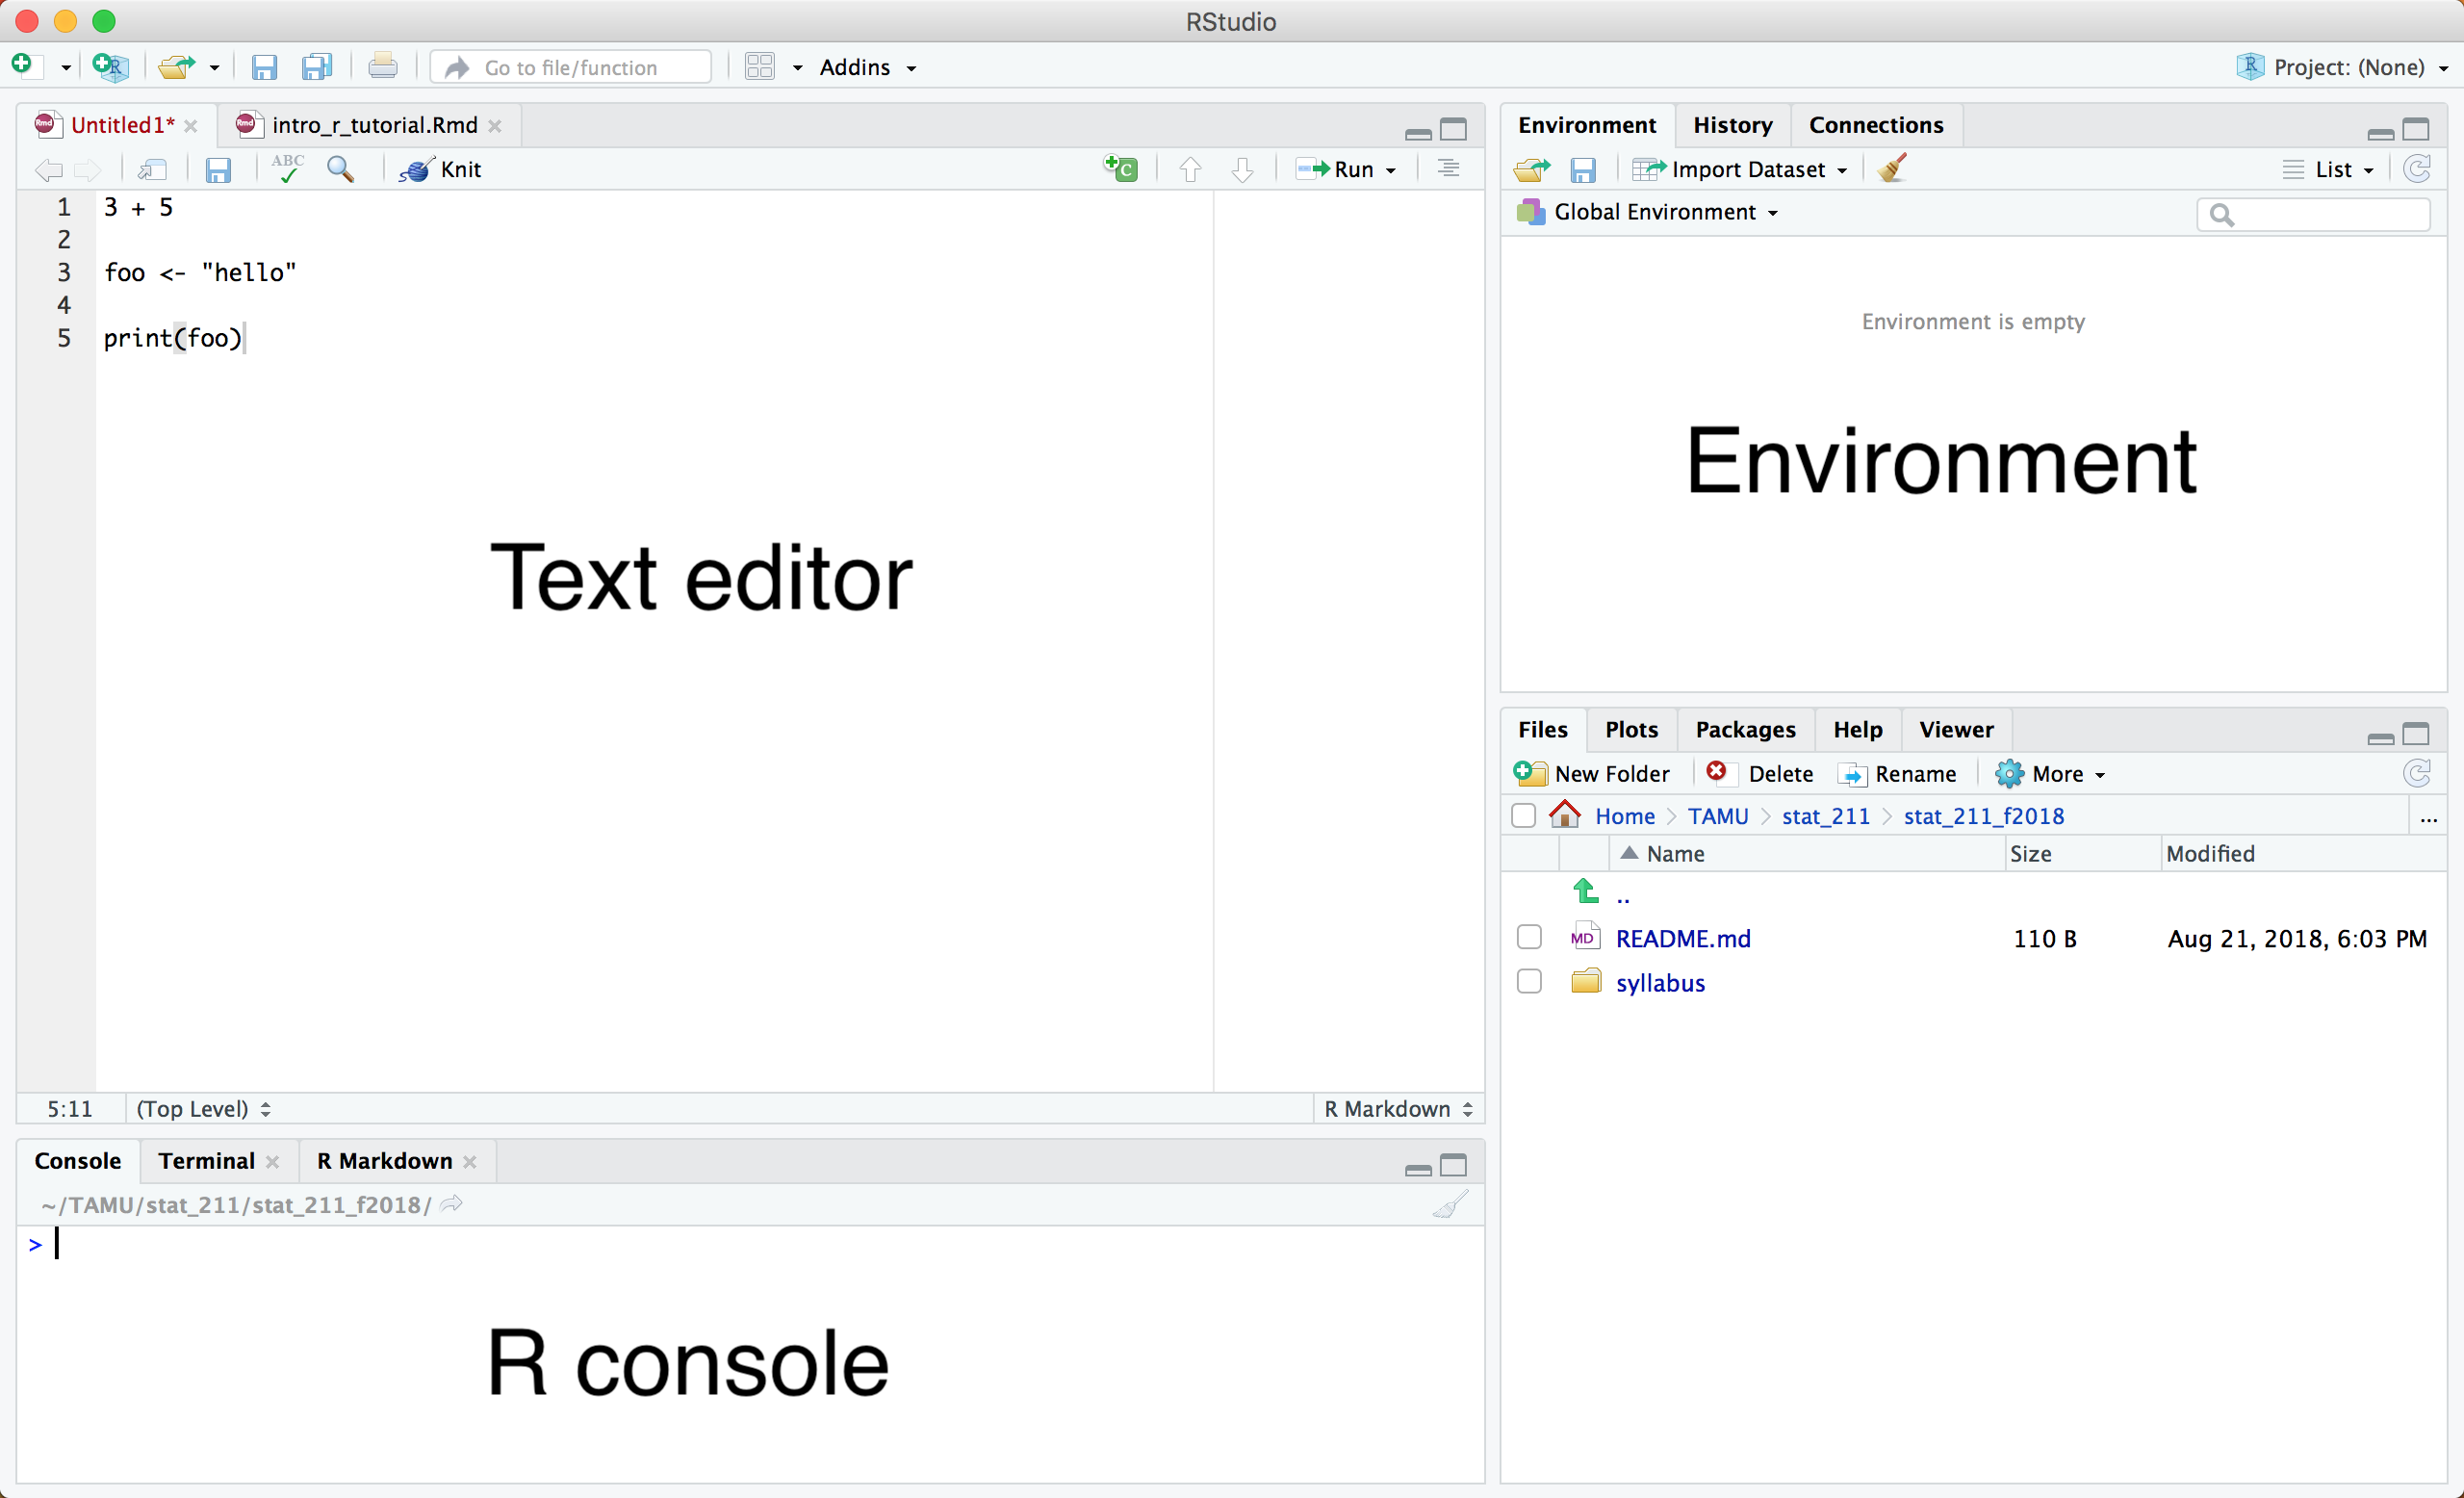 RStudio
Go to file/function
Addins
Project: (None)
Untitled1*
intro_r_tutorial.Rmd
ABC
Knit
Run
1 3 + 5
2
3 foo <- "hello"
4
5 print(foo)
Text editor
5:11
(Top Level)
R Markdown
Console
Terminal
R Markdown
~/TAMU/stat_211/stat_211_f2018/
>
R console
Environment
History
Connections
Import Dataset
List
Global Environment
Environment is empty
Environment
Files
Plots
Packages
Help
Viewer
New Folder
Delete
Rename
More
Home
TAMU
stat_211
stat_211_f2018
...
Name
Size
Modified
..
MD
README.md
110 B
Aug 21, 2018, 6:03 PM
syllabus